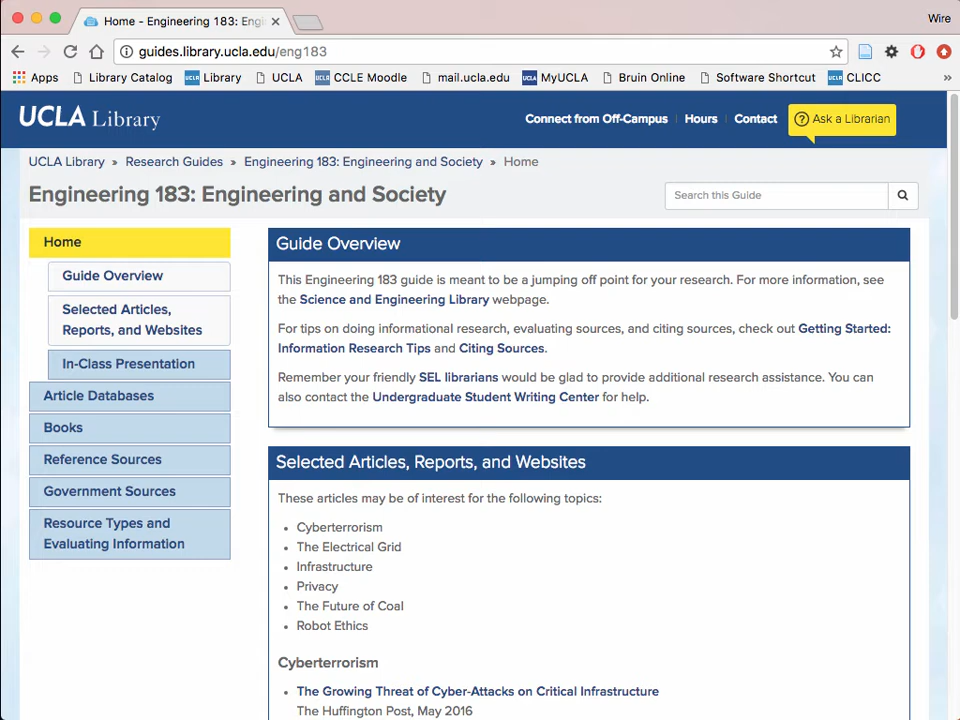 Home - Engineering 183: Eng
Wire
guides.library.ucla.edu/eng183
Apps Library Catalog UCLA Library UCLA UCLA CCLE Moodle mail.ucla.edu UCLA MyUCLA Bruin Online Software Shortcut UCLA CLICC »
UCLA Library
Connect from Off-Campus Hours Contact ? Ask a Librarian
UCLA Library » Research Guides » Engineering 183: Engineering and Society » Home
Engineering 183: Engineering and Society
Search this Guide
Home
Guide Overview
Selected Articles,
Reports, and Websites
In-Class Presentation
Article Databases
Books
Reference Sources
Government Sources
Resource Types and
Evaluating Information
Guide Overview
This Engineering 183 guide is meant to be a jumping off point for your research. For more information, see
the Science and Engineering Library webpage.
For tips on doing informational research, evaluating sources, and citing sources, check out Getting Started:
Information Research Tips and Citing Sources.
Remember your friendly SEL librarians would be glad to provide additional research assistance. You can
also contact the Undergraduate Student Writing Center for help.
Selected Articles, Reports, and Websites
These articles may be of interest for the following topics:
• Cyberterrorism
• The Electrical Grid
• Infrastructure
• Privacy
• The Future of Coal
• Robot Ethics
Cyberterrorism
• The Growing Threat of Cyber-Attacks on Critical Infrastructure
The Huffington Post, May 2016